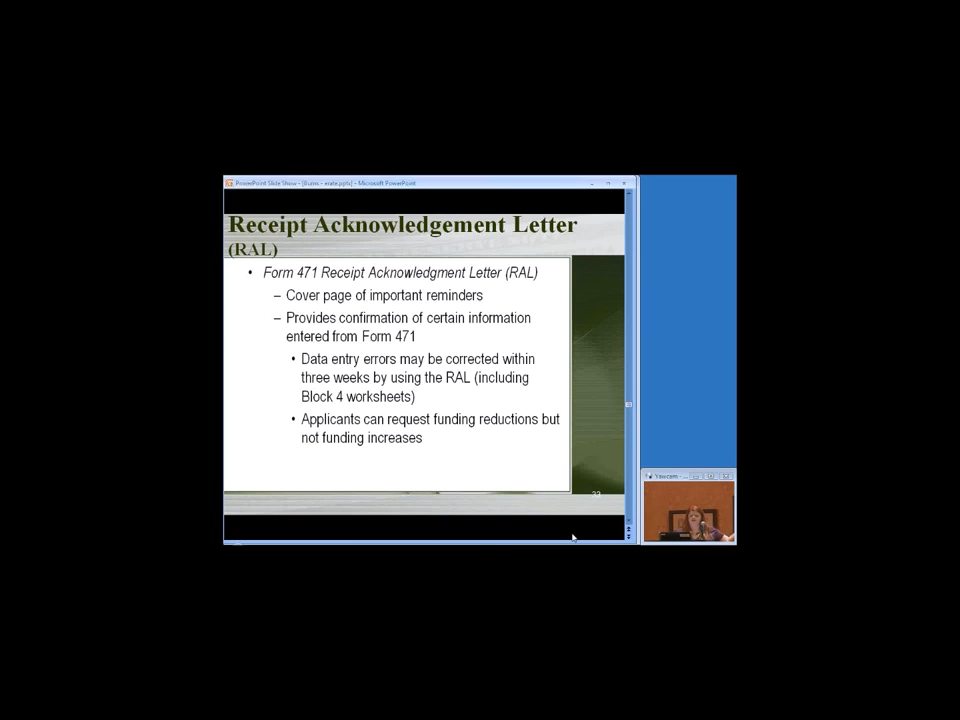 PowerPoint Slide Show - [Burns - erate.pptx] - Microsoft PowerPoint
Receipt Acknowledgement Letter
(RAL)
• Form 471 Receipt Acknowledgment Letter (RAL)
– Cover page of important reminders
– Provides confirmation of certain information
entered from Form 471
• Data entry errors may be corrected within
three weeks by using the RAL (including
Block 4 worksheets)
• Applicants can request funding reductions but
not funding increases
33
Yawcam - ...